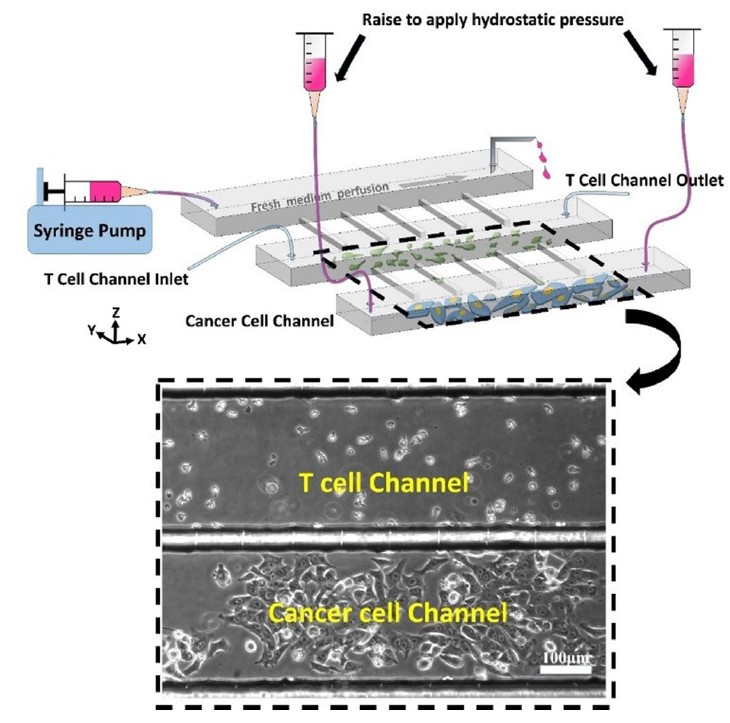 Raise to apply hydrostatic pressure
Fresh medium perfusion
T Cell Channel Outlet
Syringe Pump
T Cell Channel Inlet
Cancer Cell Channel
Z
Y
X
T cell Channel
Cancer cell Channel
100μm